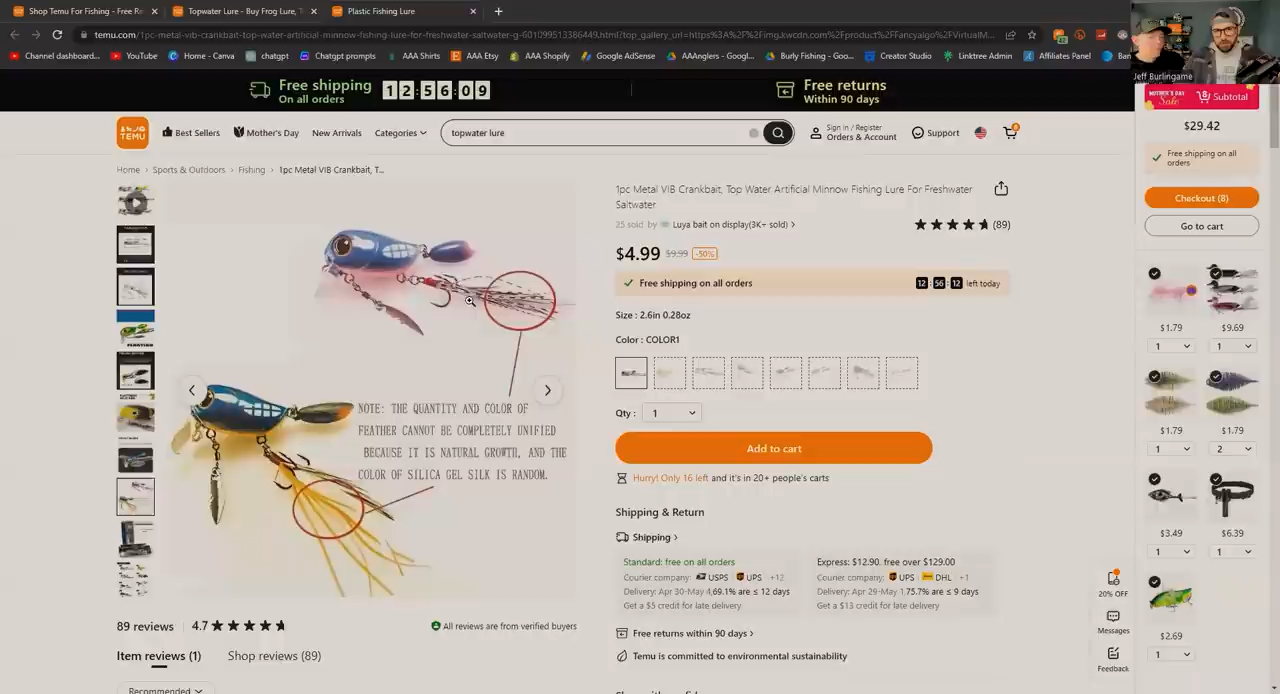 Shop Temu For Fishing - Free Re
Topwater Lure - Buy Frog Lure, T
Plastic Fishing Lure
temu.com/1pc-metal-vib-crankbait-top-water-artificial-minnow-fishing-lure-for-freshwater-saltwater-g-601099513386449.html?top_gallery_url=https%3A%2F%2Fimg.kwcdn.com%2Fproduct%2FFancyalgo%2FVirtualM...
Channel dashboard...
YouTube
Home - Canva
chatgpt
Chatgpt prompts
AAA Shirts
AAA Etsy
AAA Shopify
Google AdSense
AAAnglers - Googl...
Burly Fishing - Goo...
Creator Studio
Linktree Admin
Affiliates Panel
Jeff Burlingame
Free shipping
On all orders
12:56:09
Free returns
Within 90 days
TEMU
Best Sellers
Mother's Day
New Arrivals
Categories
topwater lure
Sign in / Register
Orders & Account
Support
8
MOTHER'S DAY
Sale
Subtotal
$29.42
Free shipping on all
orders
Checkout (8)
Go to cart
Home › Sports & Outdoors › Fishing › 1pc Metal VIB Crankbait, T...
1pc Metal VIB Crankbait, Top Water Artificial Minnow Fishing Lure For Freshwater
Saltwater
25 sold by Luya bait on display(3K+ sold) >
(89)
$4.99 $9.99 -50%
Free shipping on all orders
12:56:12 left today
Size : 2.6in 0.28oz
Color : COLOR1
Qty : 1
Add to cart
Hurry! Only 16 left and it's in 20+ people's carts
NOTE: THE QUANTITY AND COLOR OF
FEATHER CANNOT BE COMPLETELY UNIFIED
BECAUSE IT IS NATURAL GROWTH, AND THE
COLOR OF SILICA GEL SILK IS RANDOM.
Shipping & Return
Shipping >
Standard: free on all orders
Courier company: USPS UPS +12
Delivery: Apr 30-May 4,69.1% are ≤ 12 days
Get a $5 credit for late delivery
Express: $12.90, free over $129.00
Courier company: UPS DHL +1
Delivery: Apr 29-May 1,75.7% are ≤ 9 days
Get a $13 credit for late delivery
Free returns within 90 days >
Temu is committed to environmental sustainability
89 reviews
4.7
All reviews are from verified buyers
Item reviews (1)
Shop reviews (89)
Recommended
$1.79
$9.69
1
1
$1.79
$1.79
1
2
$3.49
$6.39
1
1
$2.69
1
20% OFF
Messages
Feedback